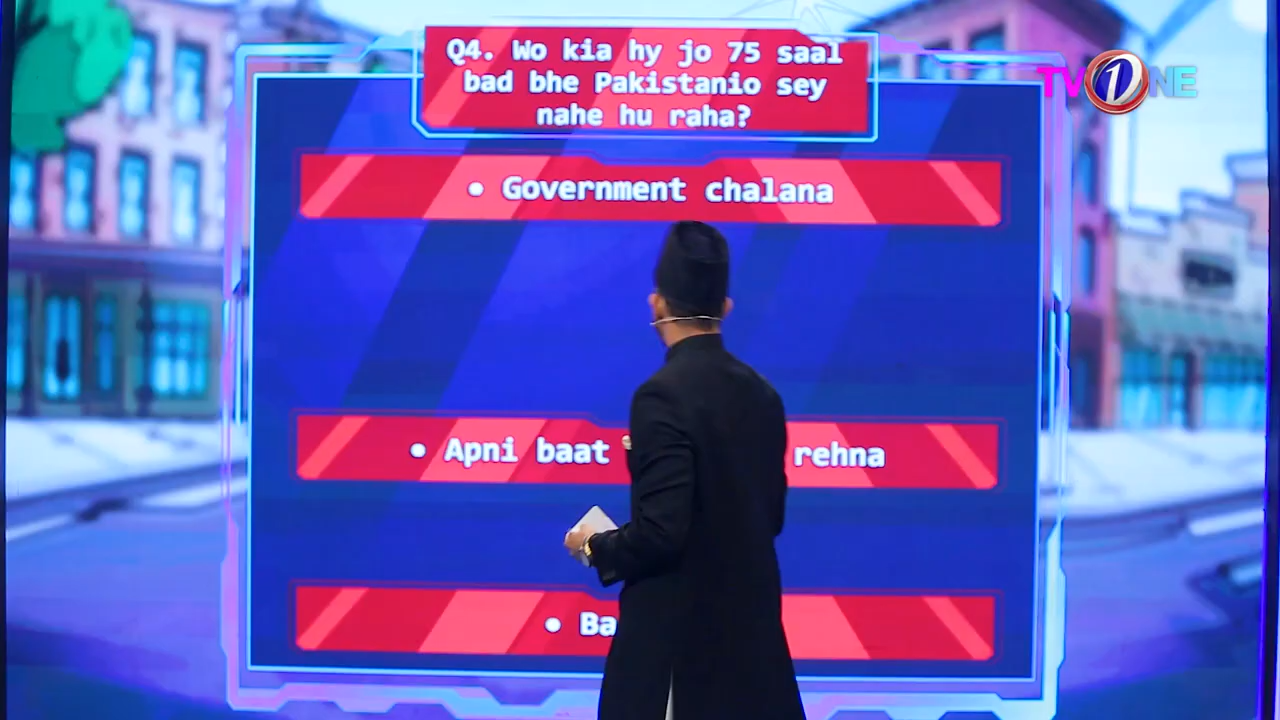 Q4. Wo kia hy jo 75 saal
bad bhe Pakistanio sey
nahe hu raha?
TV ONE
• Government chalana
• Apni baat rehna
•